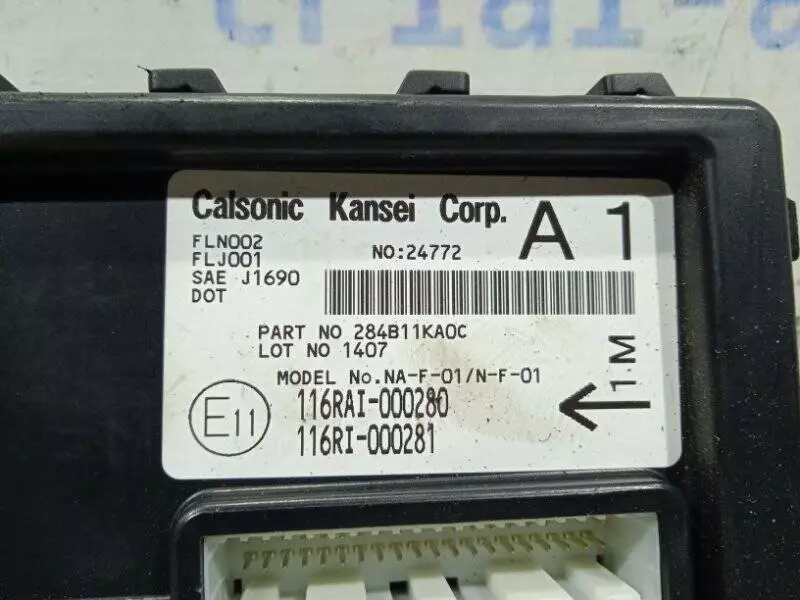 Calsonic Kansei Corp. A 1
FLN002
FLJ001 NO:24772
SAE J1690
DOT
PART NO 284B11KA0C
LOT NO 1407
1 M
MODEL No.NA-F-01/N-F-01
E11 116RAI-000280
116RI-000281